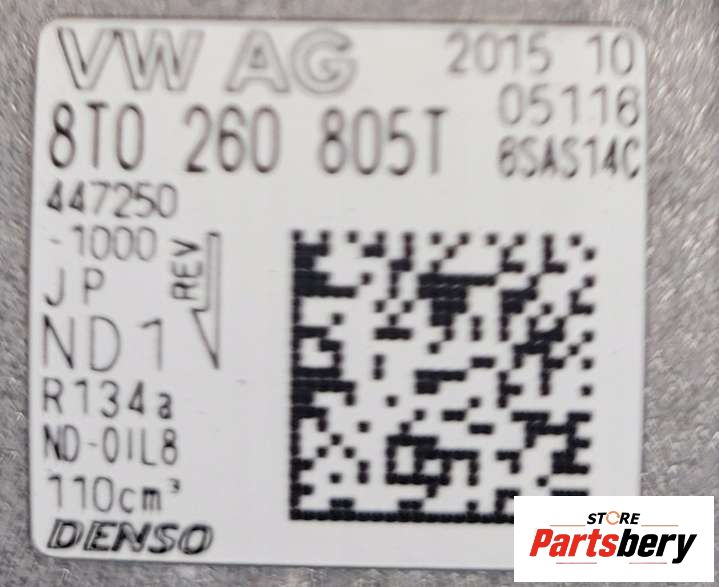 VW AG
2015 10
05116
8T0 260 805T
6SAS14C
447250
-1000
REV
JP
ND1
R134a
ND-OIL8
110cm³
DENSO
STORE
Partsbery